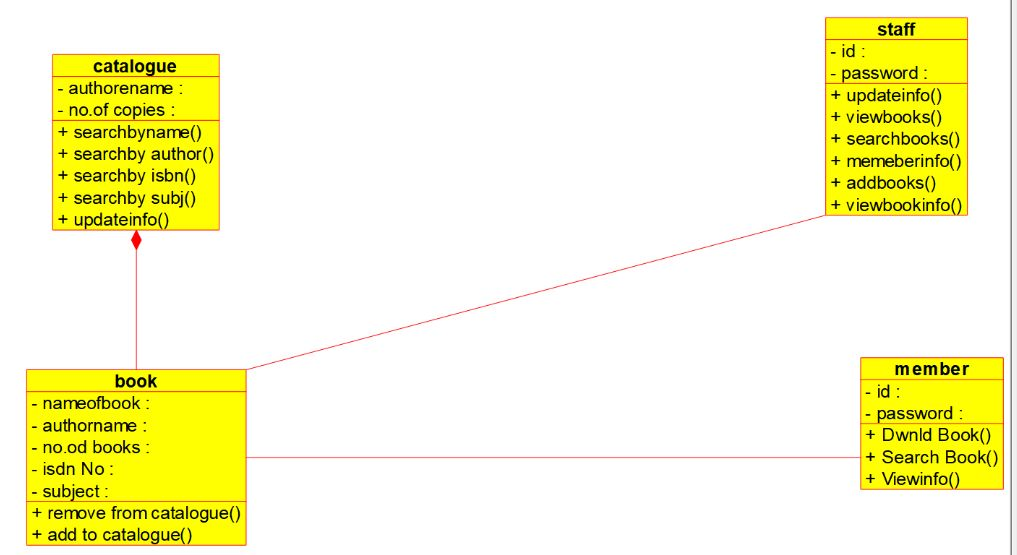 catalogue
- authorename :
- no.of copies :
+ searchbyname()
+ searchby author()
+ searchby isbn()
+ searchby subj()
+ updateinfo()
staff
- id :
- password :
+ updateinfo()
+ viewbooks()
+ searchbooks()
+ memeberinfo()
+ addbooks()
+ viewbookinfo()
book
- nameofbook :
- authorname :
- no.od books :
- isdn No :
- subject :
+ remove from catalogue()
+ add to catalogue()
member
- id :
- password :
+ Dwnld Book()
+ Search Book()
+ Viewinfo()